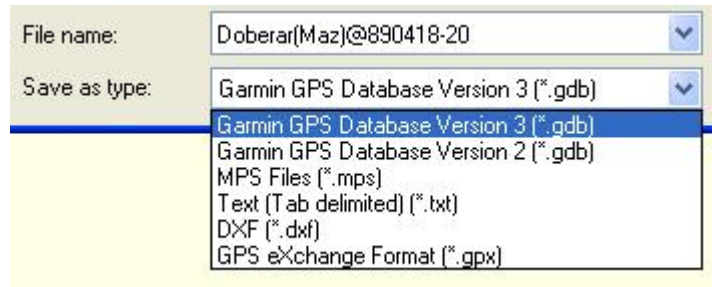 File name: Doberar(Maz)@890418-20
Save as type: Garmin GPS Database Version 3 (*.gdb)
Garmin GPS Database Version 3 (*.gdb)
Garmin GPS Database Version 2 (*.gdb)
MPS Files (*.mps)
Text (Tab delimited) (*.txt)
DXF (*.dxf)
GPS eXchange Format (*.gpx)